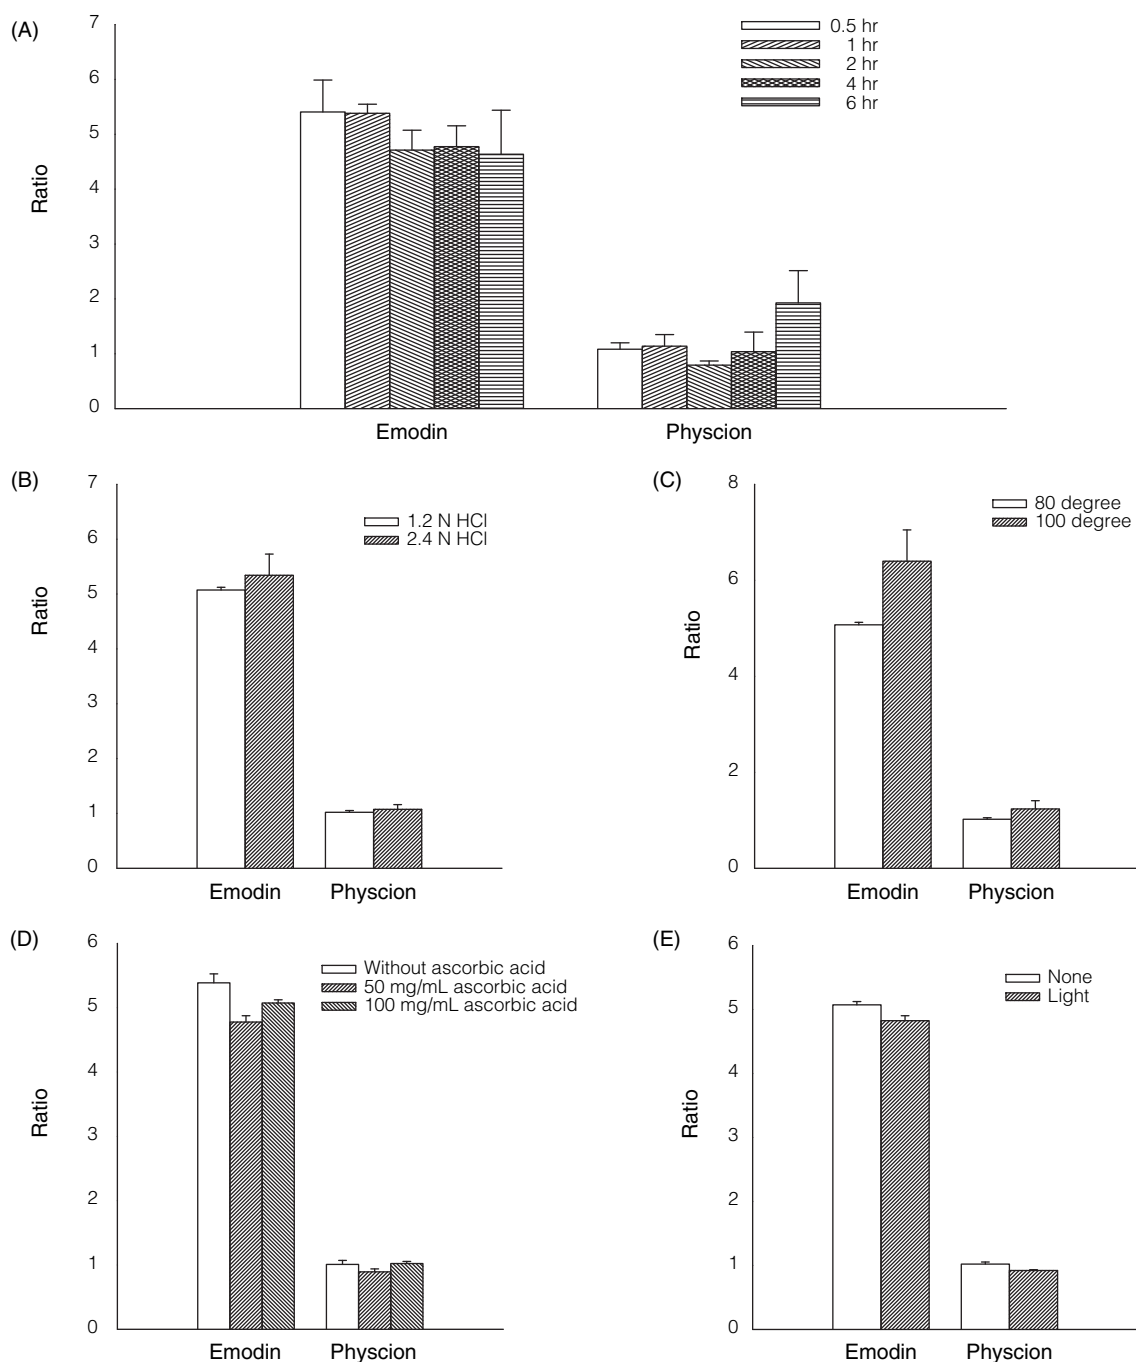 (A)
7
6
5
4
3
2
1
0
Ratio
0.5 hr
1 hr
2 hr
4 hr
6 hr
Emodin Physcion
(B)
7
6
5
4
3
2
1
0
Ratio
1.2 N HCl
2.4 N HCl
Emodin Physcion
(C)
8
6
4
2
0
Ratio
80 degree
100 degree
Emodin Physcion
(D)
6
5
4
3
2
1
0
Ratio
Without ascorbic acid
50 mg/mL ascorbic acid
100 mg/mL ascorbic acid
Emodin Physcion
(E)
6
5
4
3
2
1
0
Ratio
None
Light
Emodin Physcion